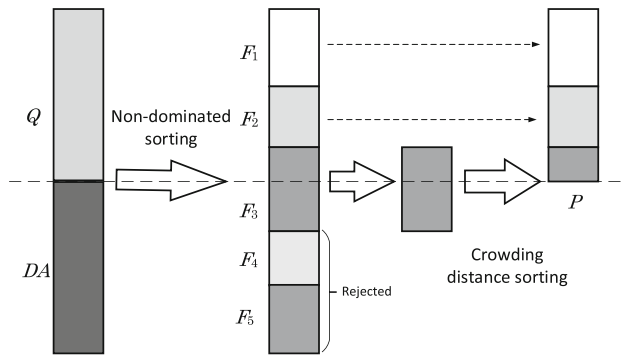 Q
DA
Non-dominated
sorting
F1
F2
F3
F4
F5
Rejected
P
Crowding
distance sorting